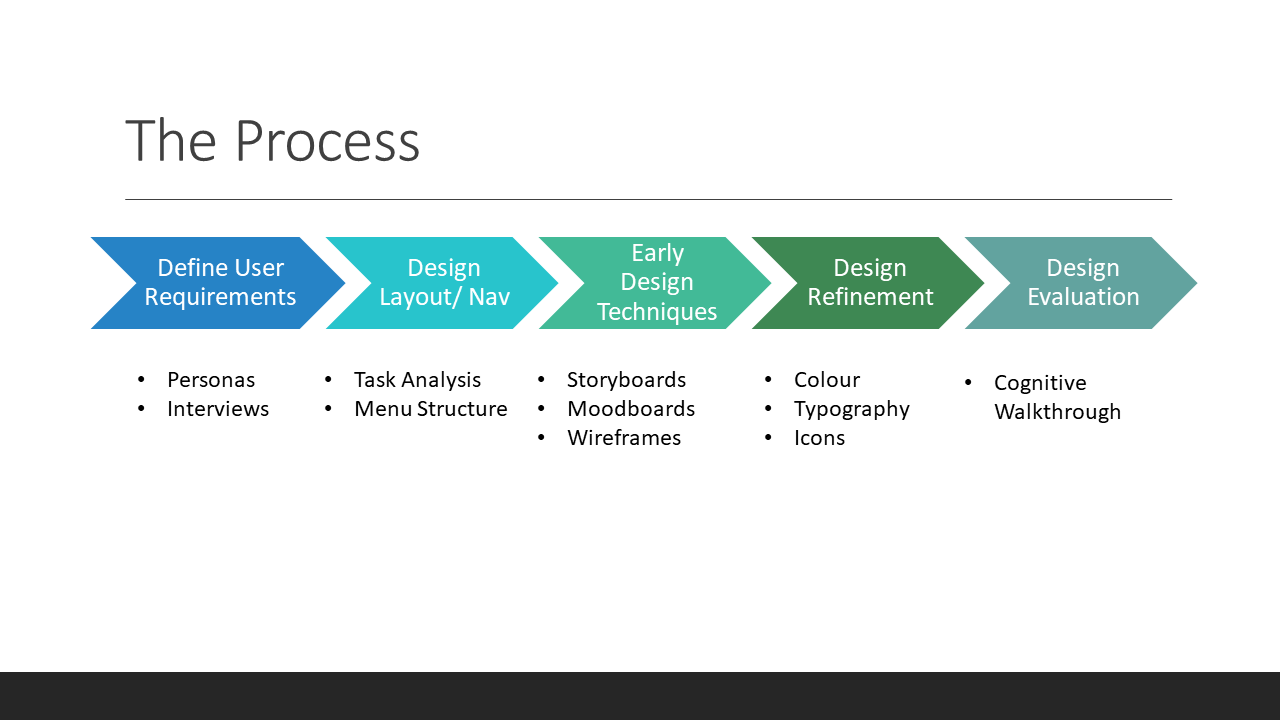 The Process
Define User
Requirements
Design
Layout/ Nav
Early
Design
Techniques
Design
Refinement
Design
Evaluation
• Personas
• Interviews
• Task Analysis
• Menu Structure
• Storyboards
• Moodboards
• Wireframes
• Colour
• Typography
• Icons
• Cognitive
Walkthrough